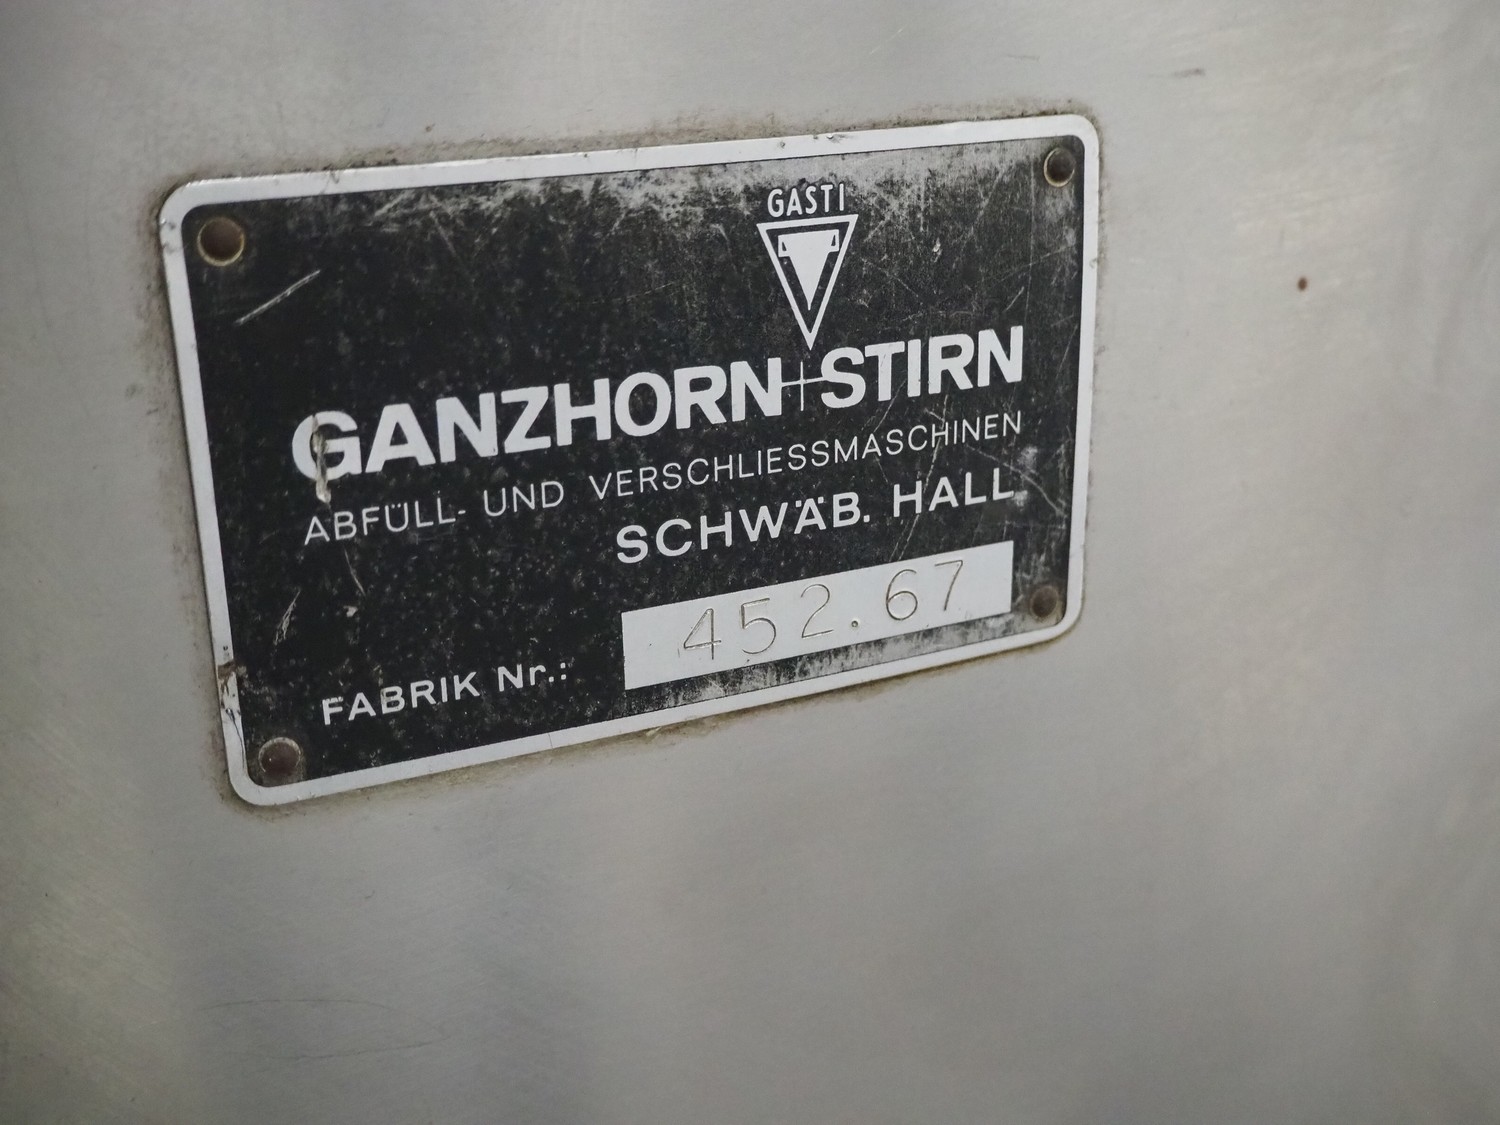 GASTI
GANZHORN+STIRN
ABFÜLL- UND VERSCHLIESSMASCHINEN
SCHWÄB. HALL
FABRIK Nr.: 452.67